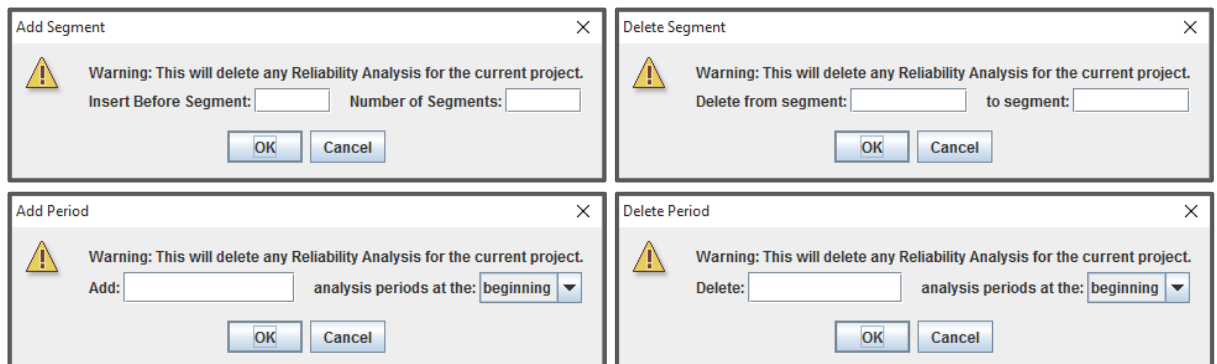 Add Segment
Warning: This will delete any Reliability Analysis for the current project.
Insert Before Segment: Number of Segments:
OK Cancel
Delete Segment
Warning: This will delete any Reliability Analysis for the current project.
Delete from segment: to segment:
OK Cancel
Add Period
Warning: This will delete any Reliability Analysis for the current project.
Add: analysis periods at the: beginning
OK Cancel
Delete Period
Warning: This will delete any Reliability Analysis for the current project.
Delete: analysis periods at the: beginning
OK Cancel